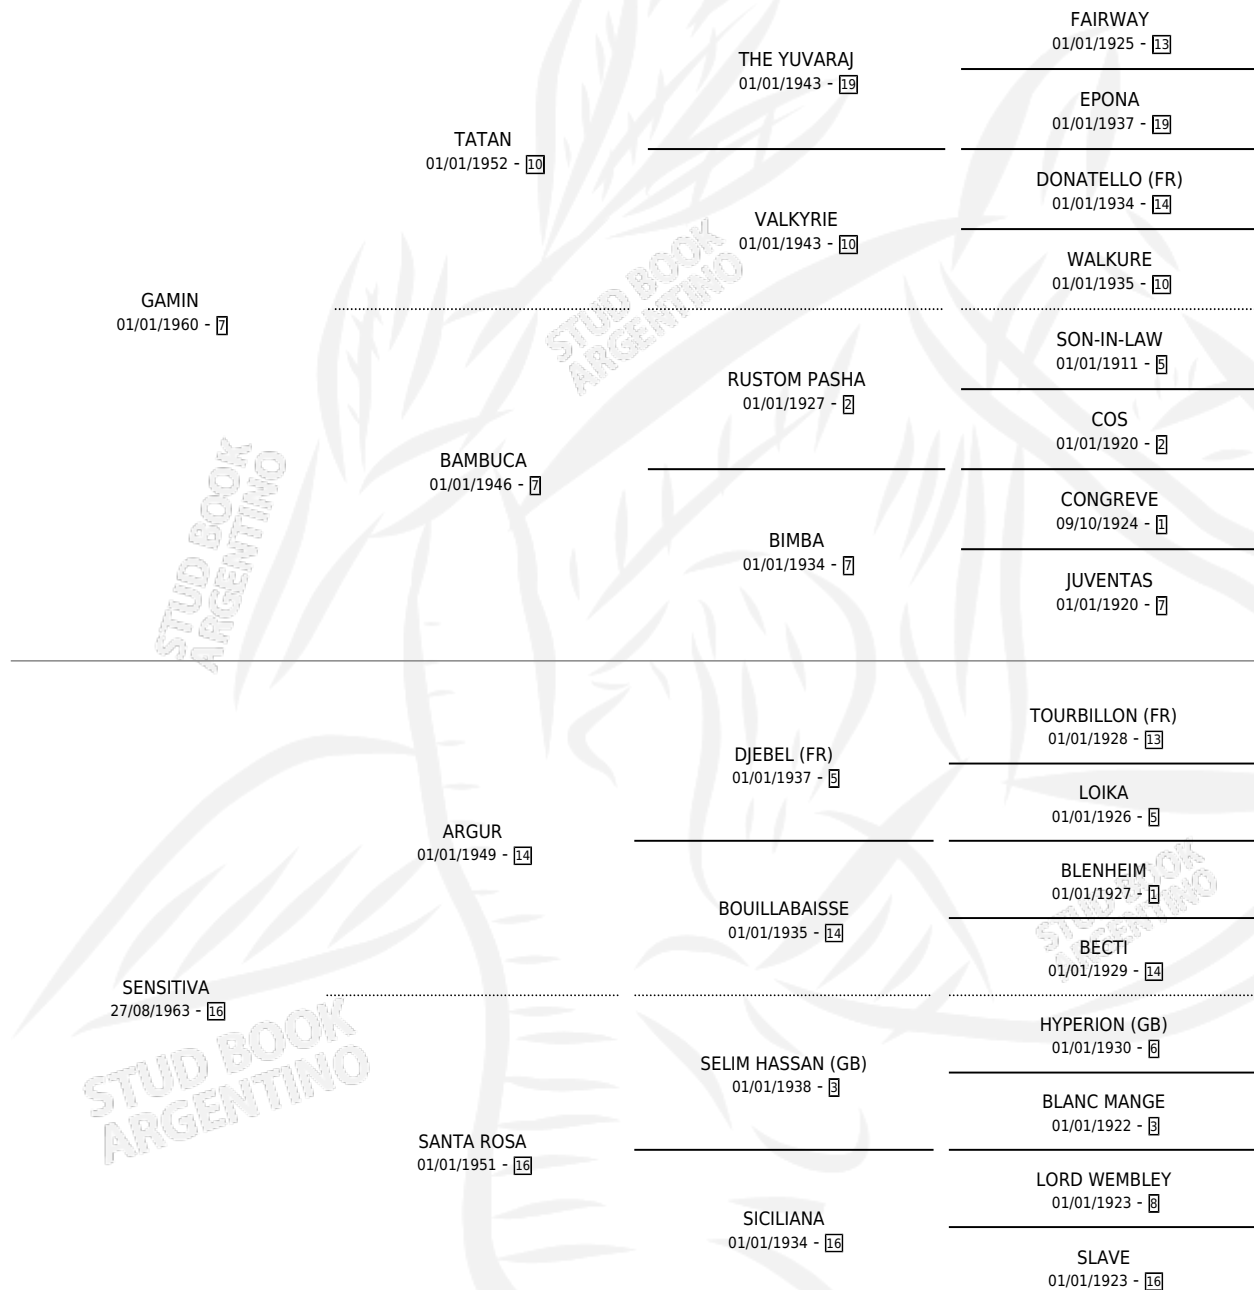 FAIRWAY
01/01/1925 - 13
THE YUVARAJ
01/01/1943 - 19
EPONA
01/01/1937 - 19
TATAN
01/01/1952 - 10
DONATELLO (FR)
01/01/1934 - 14
VALKYRIE
01/01/1943 - 10
WALKURE
01/01/1935 - 10
GAMIN
01/01/1960 - 7
STUD BOOK
ARGENTINO
SON-IN-LAW
01/01/1911 - 5
RUSTOM PASHA
01/01/1927 - 2
COS
01/01/1920 - 2
BAMBUCA
01/01/1946 - 7
CONGREVE
09/10/1924 - 1
BIMBA
01/01/1934 - 7
JUVENTAS
01/01/1920 - 7
STUD BOOK
ARGENTINO
TOURBILLON (FR)
01/01/1928 - 13
DJEBEL (FR)
01/01/1937 - 5
LOIKA
01/01/1926 - 5
ARGUR
01/01/1949 - 14
BLENHEIM
01/01/1927 - 1
BOUILLABAISSE
01/01/1935 - 14
BECTI
01/01/1929 - 14
STUD BOOK
ARGENTINO
SENSITIVA
27/08/1963 - 16
HYPERION (GB)
01/01/1930 - 6
SELIM HASSAN (GB)
01/01/1938 - 3
BLANC MANGE
01/01/1922 - 3
STUD BOOK
ARGENTINO
SANTA ROSA
01/01/1951 - 16
LORD WEMBLEY
01/01/1923 - 8
SICILIANA
01/01/1934 - 16
SLAVE
01/01/1923 - 16